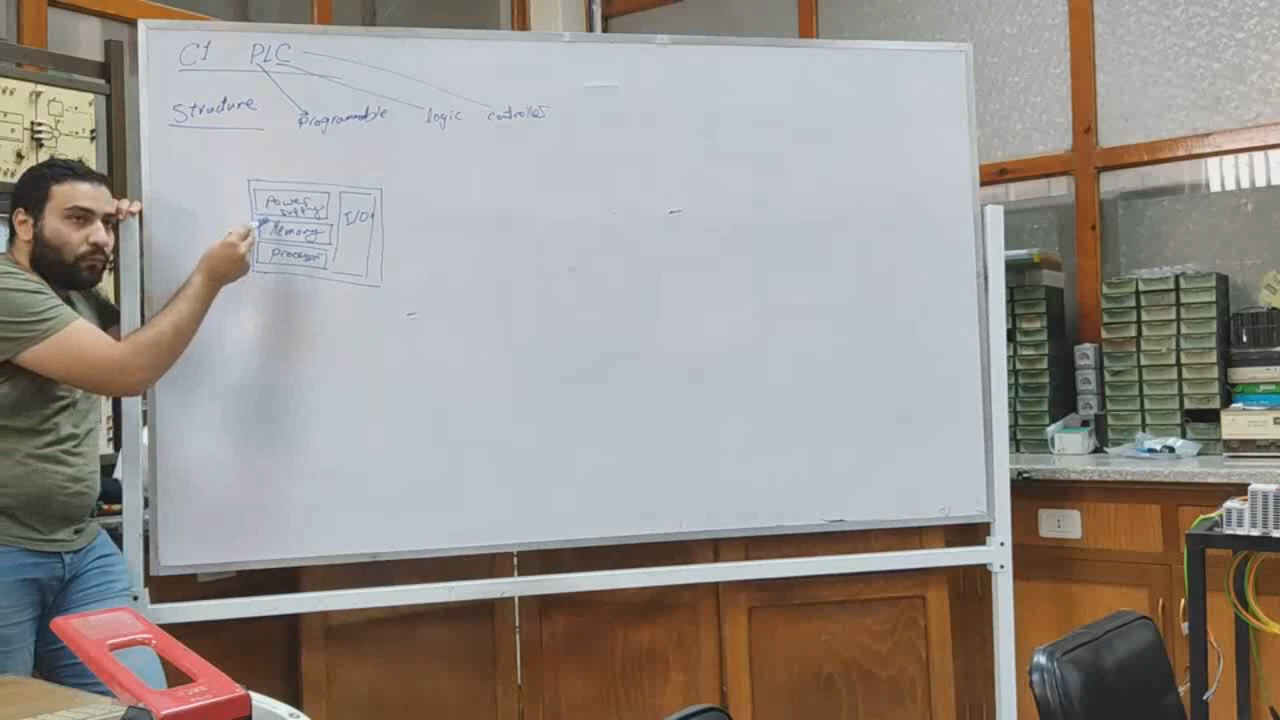 C1 PLC
Structure
Programmable logic controller
Power
supply
Memory
processor
I/O